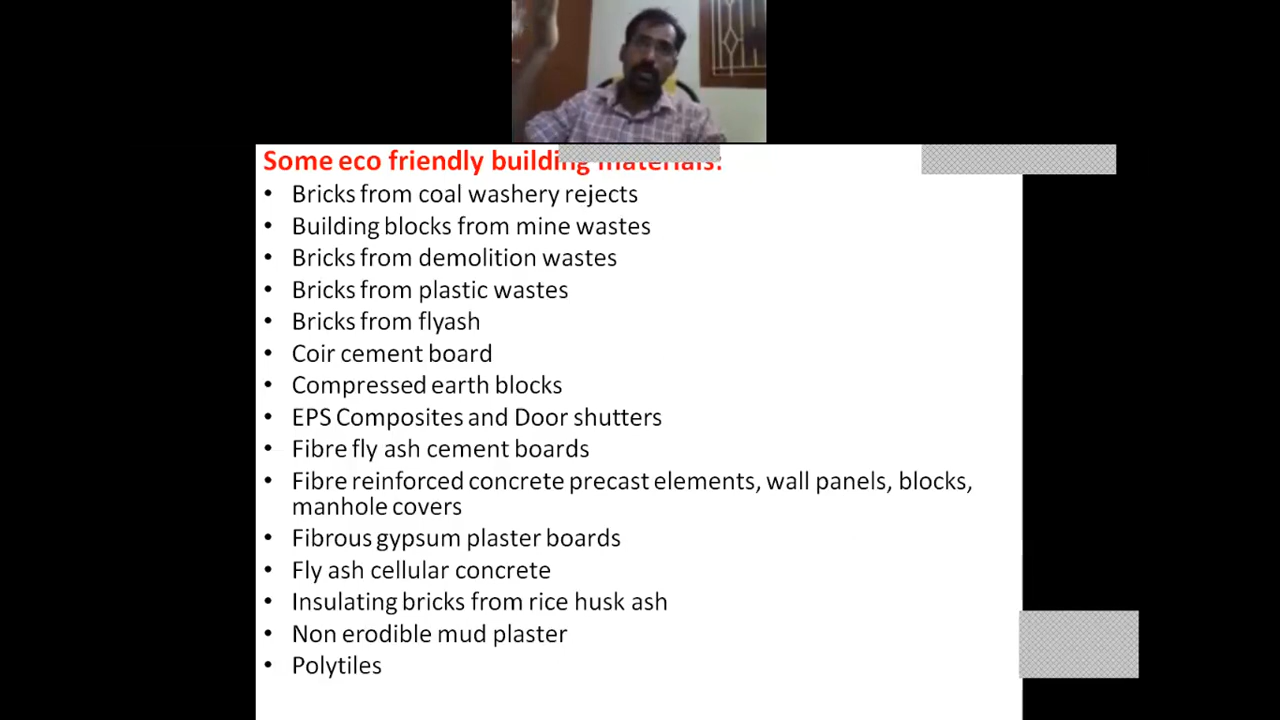 Some eco friendly building materials:
• Bricks from coal washery rejects
• Building blocks from mine wastes
• Bricks from demolition wastes
• Bricks from plastic wastes
• Bricks from flyash
• Coir cement board
• Compressed earth blocks
• EPS Composites and Door shutters
• Fibre fly ash cement boards
• Fibre reinforced concrete precast elements, wall panels, blocks,
manhole covers
• Fibrous gypsum plaster boards
• Fly ash cellular concrete
• Insulating bricks from rice husk ash
• Non erodible mud plaster
• Polytiles